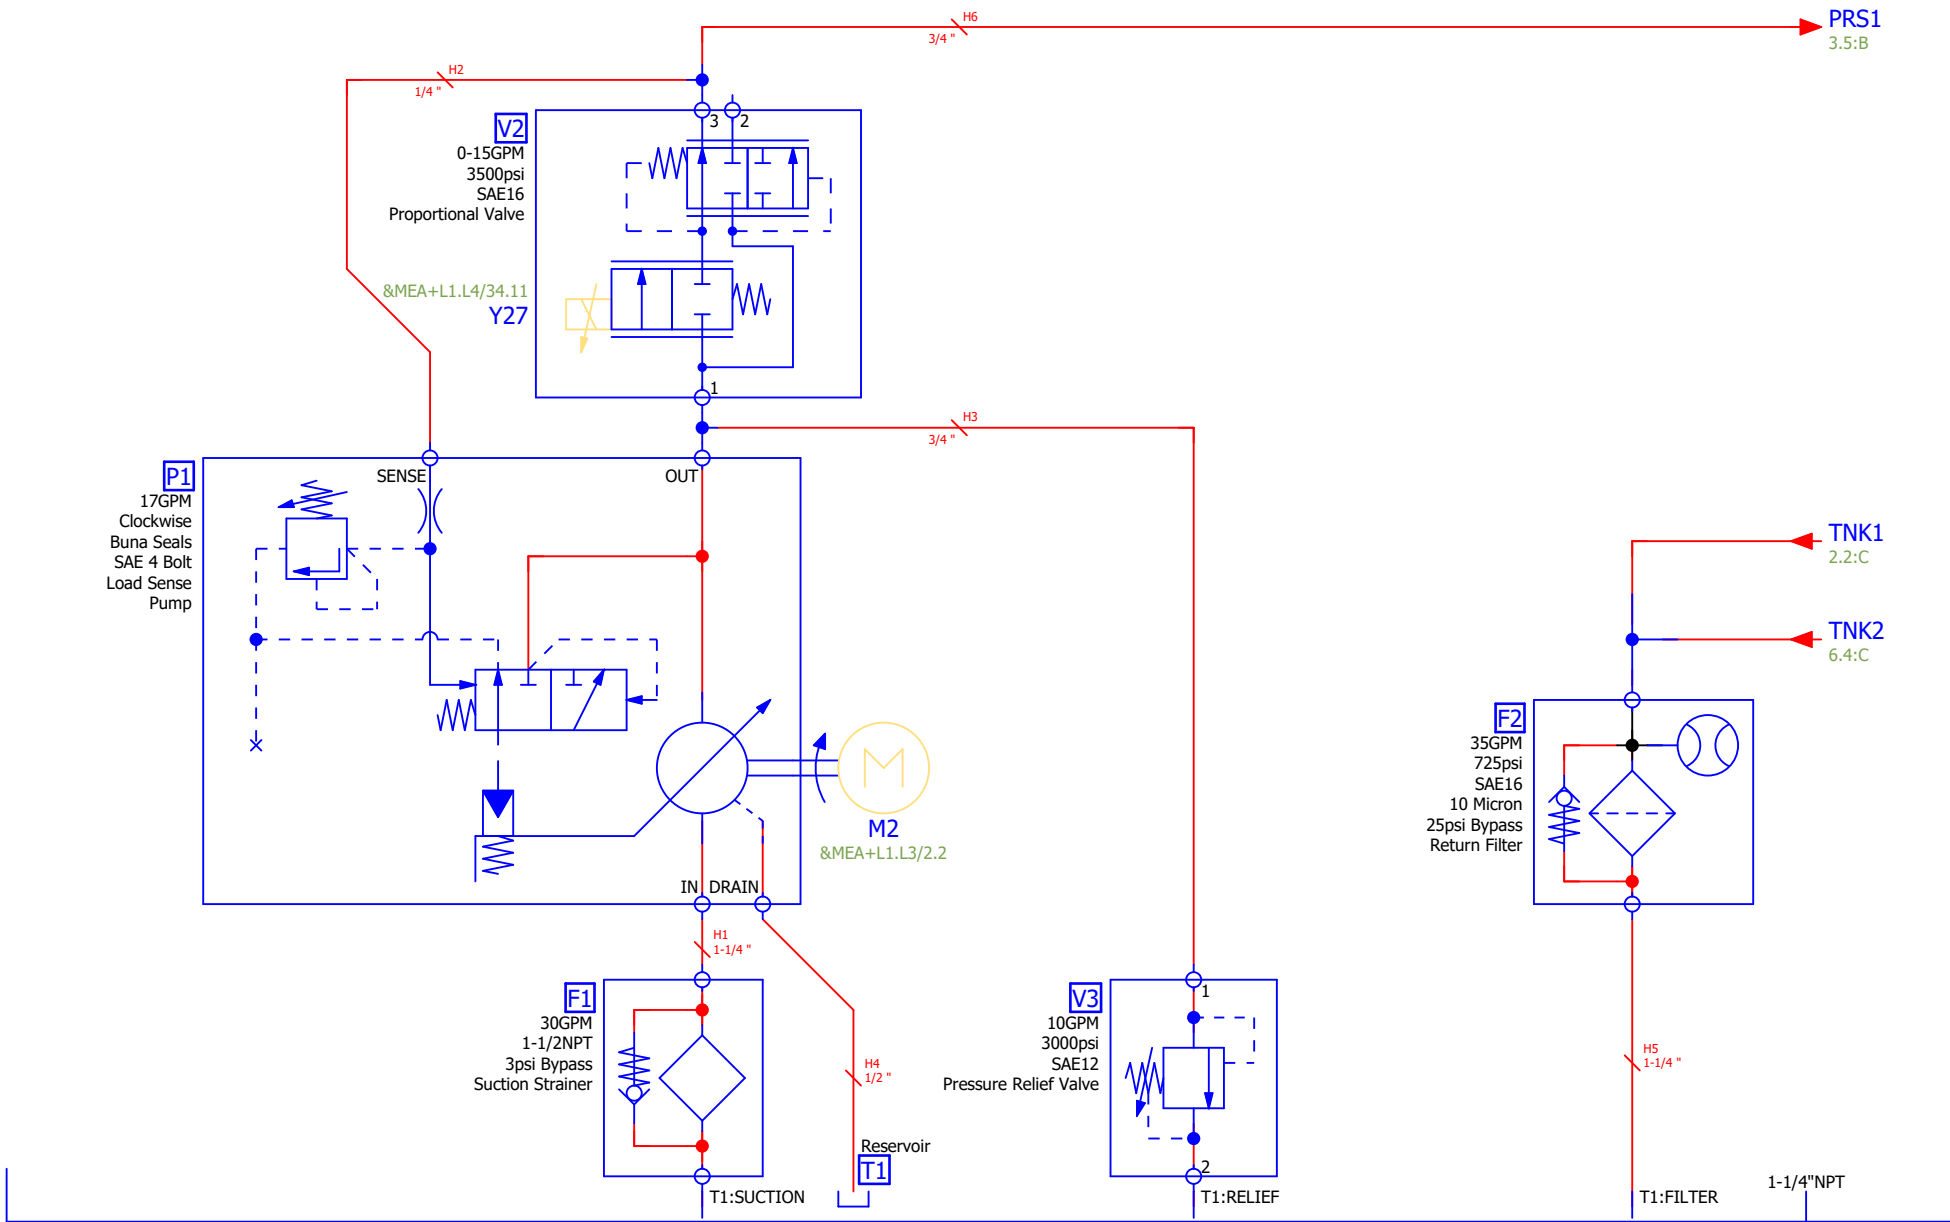 H6
3/4 "
PRS1
3.5:B
H2
1/4 "
V2
0-15GPM
3500psi
SAE16
Proportional Valve
3
2
&MEA+L1.L4/34.11
Y27
1
H3
3/4 "
P1
17GPM
Clockwise
Buna Seals
SAE 4 Bolt
Load Sense
Pump
SENSE
OUT
TNK1
2.2:C
TNK2
6.4:C
F2
35GPM
725psi
SAE16
10 Micron
25psi Bypass
Return Filter
M
M2
&MEA+L1.L3/2.2
IN
DRAIN
H1
1-1/4 "
F1
30GPM
1-1/2NPT
3psi Bypass
Suction Strainer
H4
1/2 "
V3
10GPM
3000psi
SAE12
Pressure Relief Valve
1
2
H5
1-1/4 "
Reservoir
T1
T1:SUCTION
T1:RELIEF
T1:FILTER
1-1/4"NPT